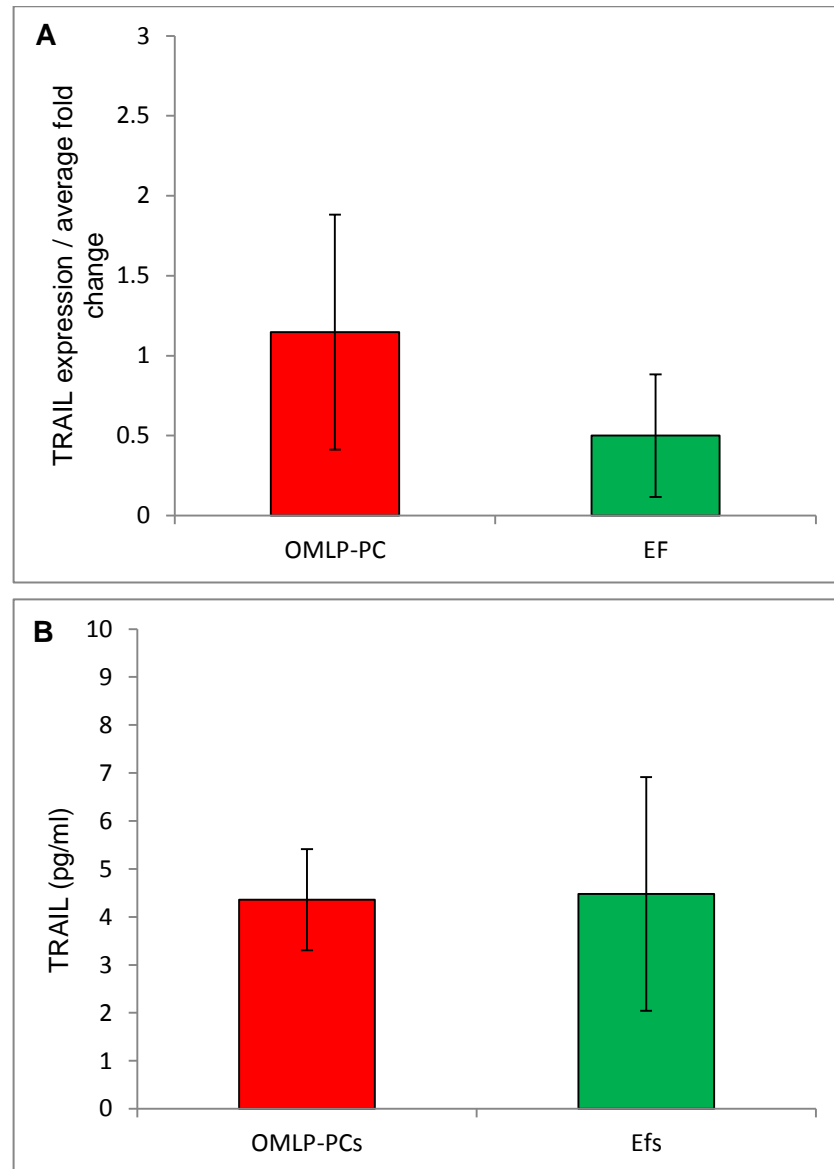 A
TRAIL expression / average fold
change
3
2.5
2
1.5
1
0.5
0
OMLP-PC
EF
B
TRAIL (pg/ml)
10
9
8
7
6
5
4
3
2
1
0
OMLP-PCs
Efs